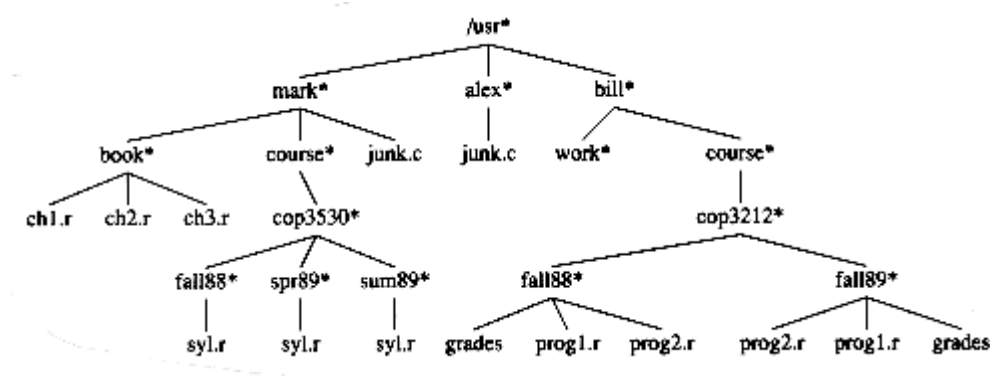 /usr*
mark* alex* bill*
book* course* junk.c junk.c work* course*
ch1.r ch2.r ch3.r cop3530* cop3212*
fall88* spr89* sum89* fall88* fall89*
syl.r syl.r syl.r grades prog1.r prog2.r prog2.r prog1.r grades